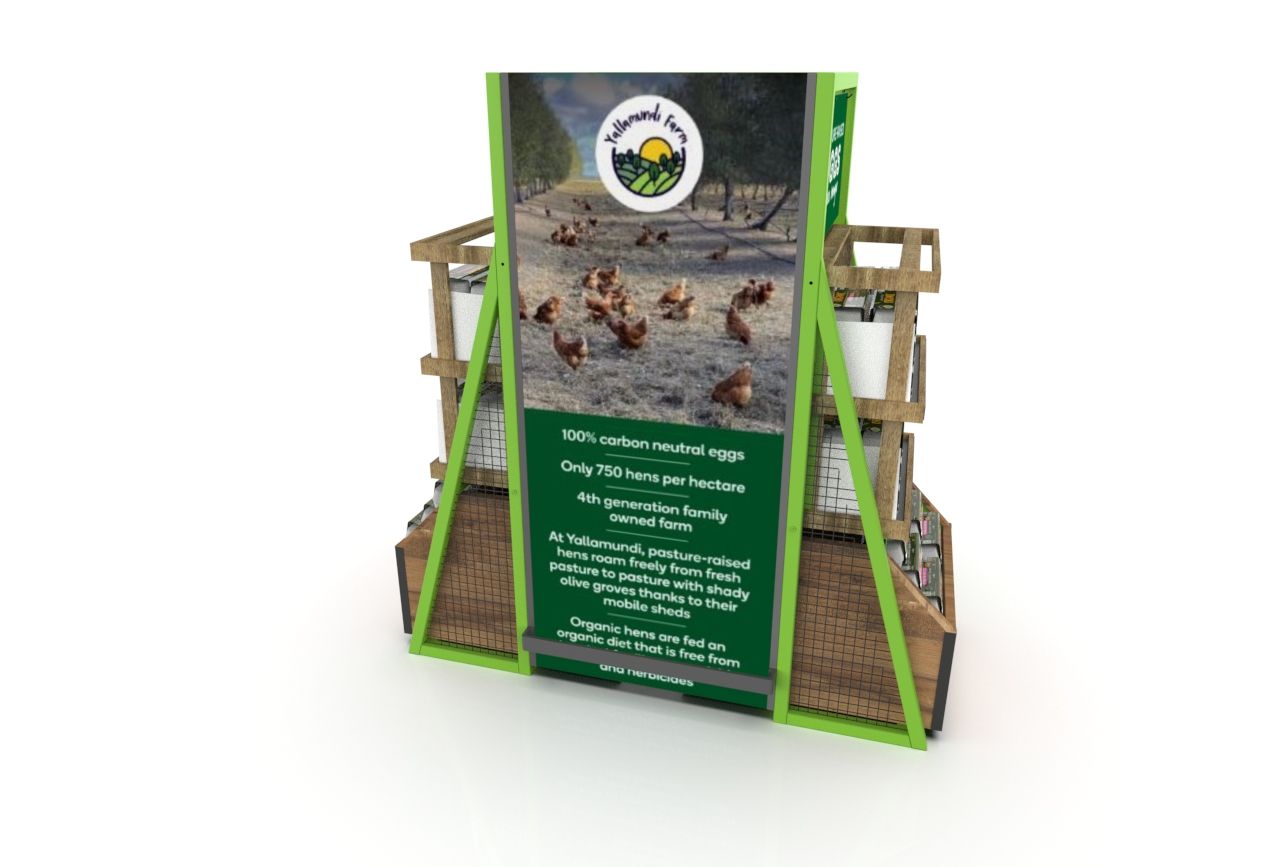 Yallamundi Farm
100% carbon neutral eggs
Only 750 hens per hectare
4th generation family
owned farm
At Yallamundi, pasture-raised
hens roam freely from fresh
pasture to pasture with shady
olive groves thanks to their
mobile sheds
Organic hens are fed an
organic diet that is free from
and herbicides